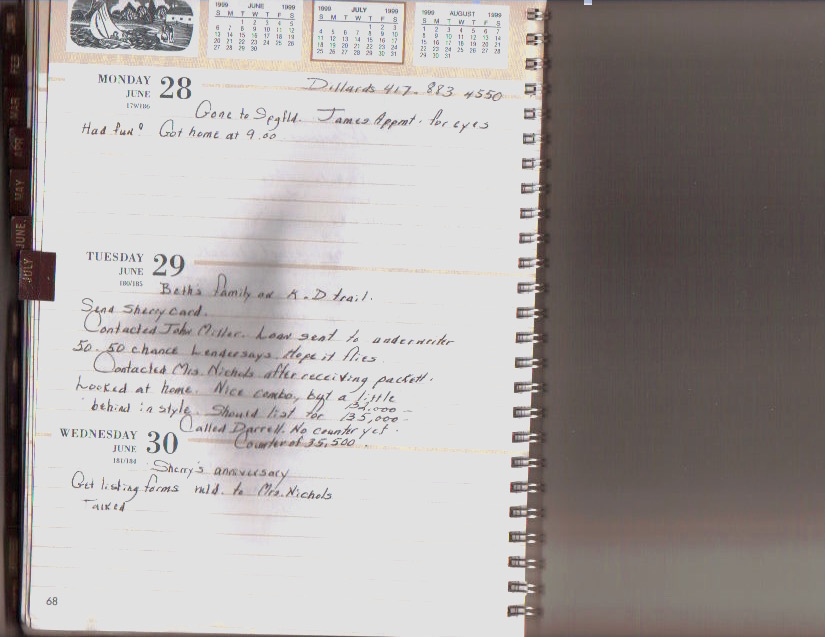 1999 JUNE 1999
S M T W T F S
1 2 3 4 5
6 7 8 9 10 11 12
13 14 15 16 17 18 19
20 21 22 23 24 25 26
27 28 29 30
1999 JULY 1999
S M T W T F S
1 2 3
4 5 6 7 8 9 10
11 12 13 14 15 16 17
18 19 20 21 22 23 24
25 26 27 28 29 30 31
1999 AUGUST 1999
S M T W T F S
1 2 3 4 5 6 7
8 9 10 11 12 13 14
15 16 17 18 19 20 21
22 23 24 25 26 27 28
29 30 31
MAR
APR
MAY
JUNE
JULY
MONDAY 28
JUNE
179/186
Dillards 417. 883 4550
Gone to Spgfld. James Appmt. for eyes
Had fun! Got home at 9.00
TUESDAY 29
JUNE
180/185
Beth's family on K.D trail.
Send Sherry card.
Contacted John Miller. Loan sent to underwriter
50-50 chance Lender says. Hope it flies.
Contacted Mrs. Nichols after receiving packett.
Looked at home. Nice combo, but a little
behind in style. Should list for 132,000 -
135,000 -
Called Darrell. No counter yet.
Counter of 35,500.
WEDNESDAY 30
JUNE
181/184
Sherry's anniversary
Get listing forms mld. to Mrs. Nichols
Talked
68